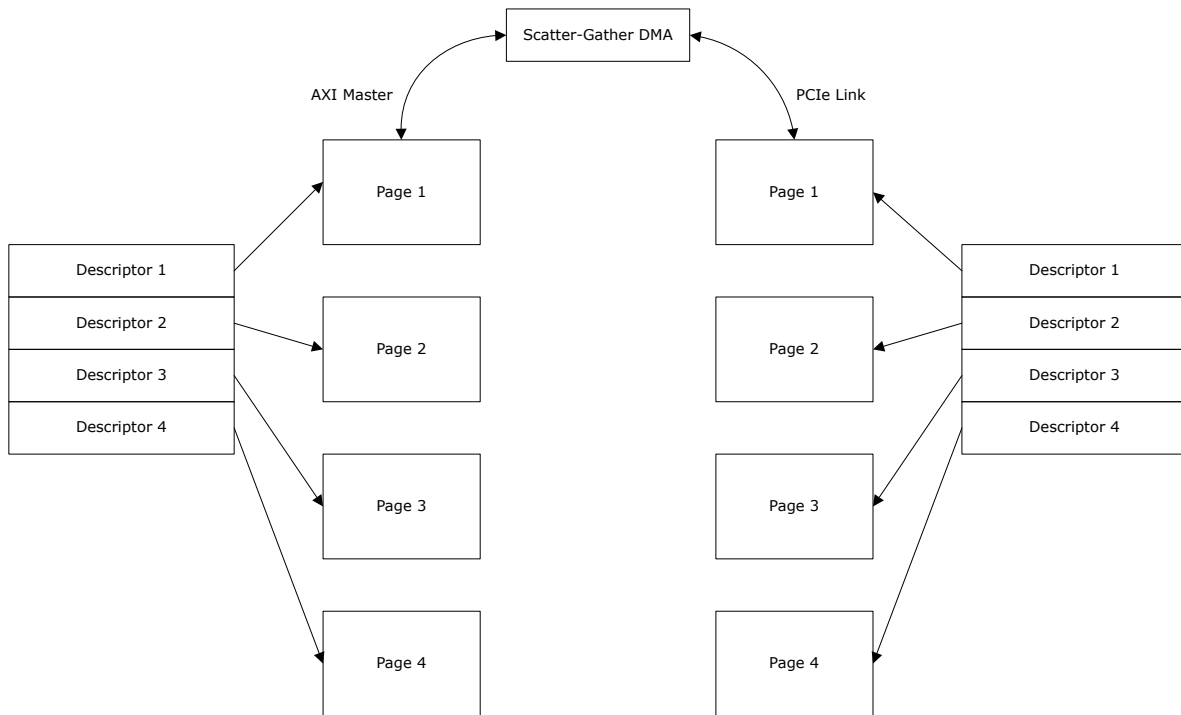 Scatter-Gather DMA
AXI Master
PCIe Link
Page 1
Page 1
Descriptor 1
Descriptor 1
Descriptor 2
Page 2
Page 2
Descriptor 2
Descriptor 3
Descriptor 3
Descriptor 4
Descriptor 4
Page 3
Page 3
Page 4
Page 4